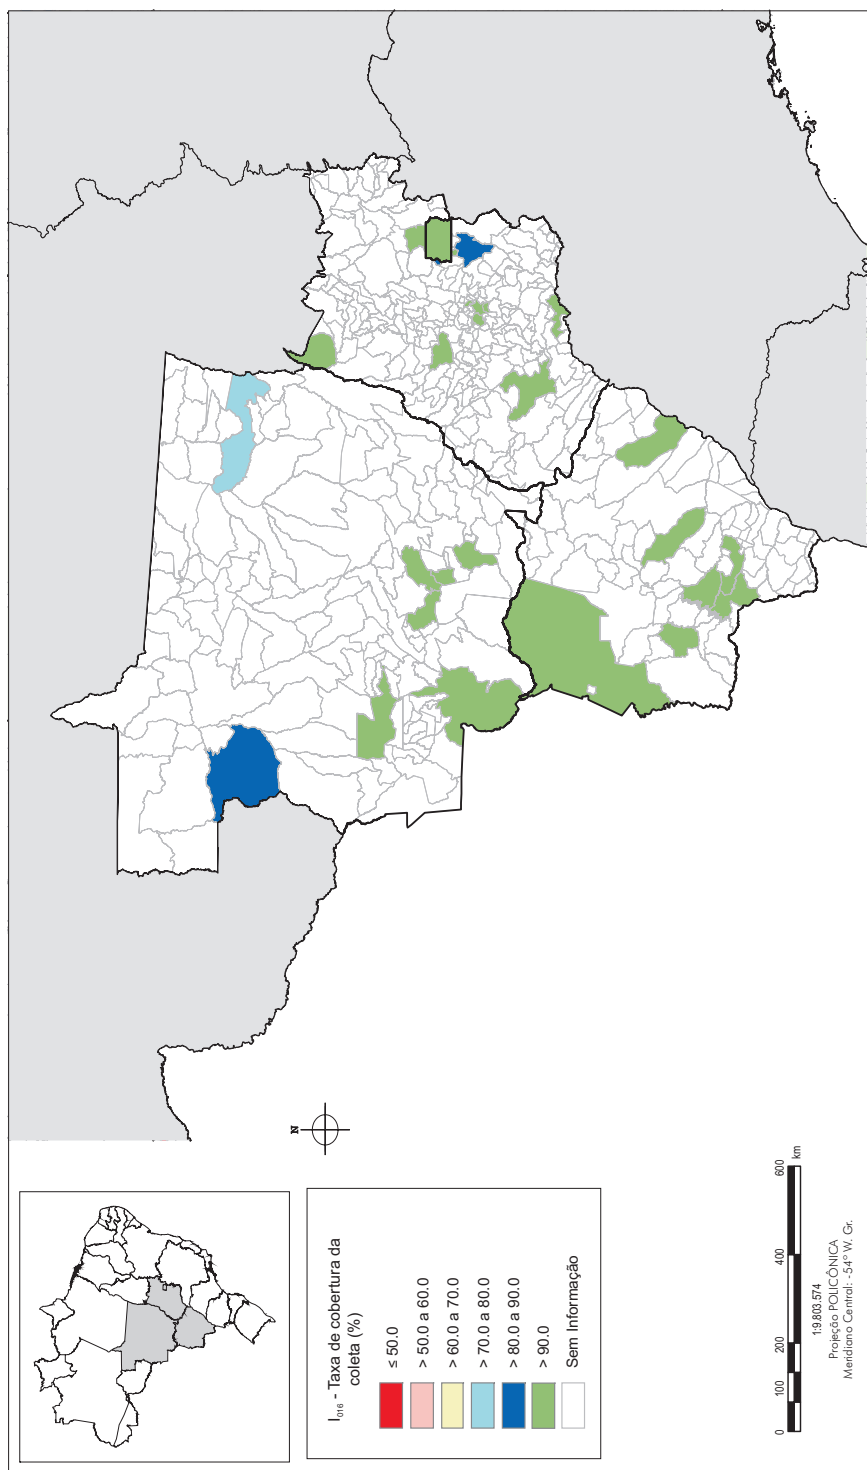 N
I016 - Taxa de cobertura da
coleta (%)
≤ 50.0
> 50.0 a 60.0
> 60.0 a 70.0
> 70.0 a 80.0
> 80.0 a 90.0
> 90.0
Sem Informação
0 100 200 400 600
km
1:9.803.574
Projeção POLICÔNICA
Meridiano Central: -54° W. Gr.